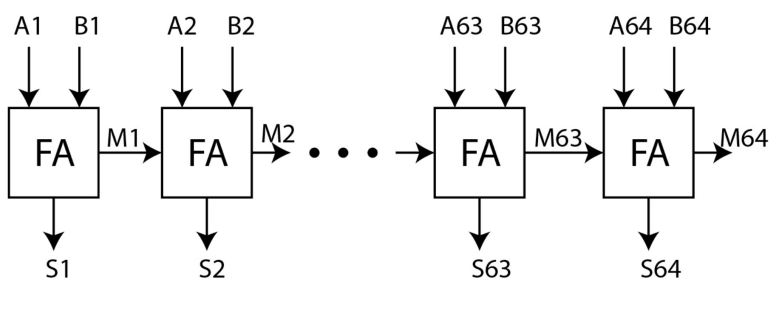 A1 B1 A2 B2 A63 B63 A64 B64
FA M1 FA M2 FA M63 FA M64
S1 S2 S63 S64